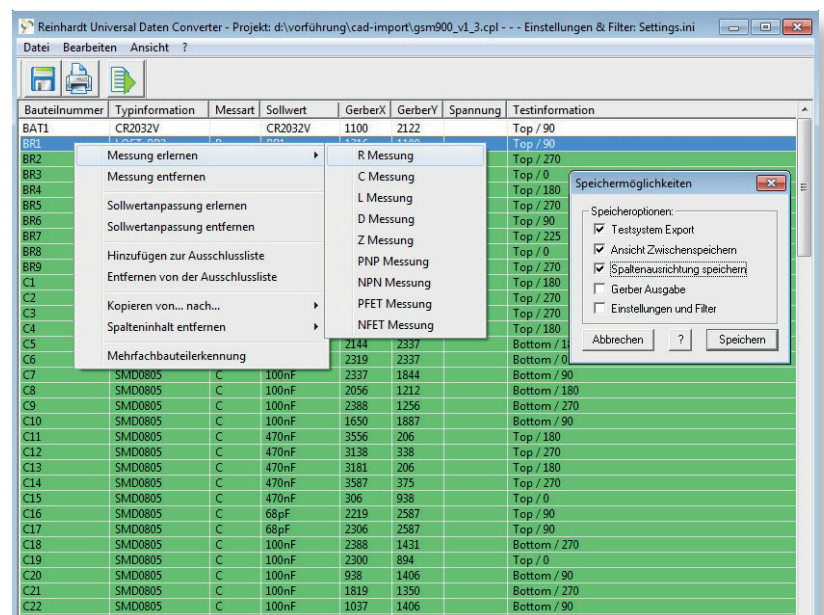 Reinhardt Universal Daten Converter - Projekt: d:\vorführung\cad-import\gsm900_v1_3.cpl - - - Einstellungen & Filter: Settings.ini
Datei Bearbeiten Ansicht ?
Bauteilnummer Typinformation Messart Sollwert GerberX GerberY Spannung Testinformation
BAT1 CR2032V CR2032V 1100 2122 Top / 90
BR1 Top / 90
BR2 Top / 270
BR3 Top / 0
BR4 Top / 180
BR5 Top / 270
BR6 Top / 90
BR7 Top / 225
BR8 Top / 0
BR9 Top / 270
C1 Top / 180
C2 Top / 270
C3 Top / 270
C4 Top / 180
C5 2144 2337 Bottom /
C6 2319 2337 Bottom / 0
C7 SMD0805 C 100nF 2337 1844 Bottom / 90
C8 SMD0805 C 100nF 2056 1212 Bottom / 180
C9 SMD0805 C 100nF 2388 1256 Bottom / 270
C10 SMD0805 C 100nF 1650 1887 Bottom / 90
C11 SMD0805 C 470nF 3556 206 Top / 180
C12 SMD0805 C 470nF 3138 338 Top / 270
C13 SMD0805 C 470nF 3181 206 Top / 180
C14 SMD0805 C 470nF 3587 375 Top / 270
C15 SMD0805 C 470nF 306 938 Top / 0
C16 SMD0805 C 68pF 2219 2587 Top / 90
C17 SMD0805 C 68pF 2306 2587 Top / 90
C18 SMD0805 C 100nF 2388 1431 Bottom / 270
C19 SMD0805 C 100nF 2300 894 Top / 0
C20 SMD0805 C 100nF 938 1406 Bottom / 90
C21 SMD0805 C 100nF 1819 1350 Bottom / 270
C22 SMD0805 C 100nF 1037 1406 Bottom / 90
Messung erlernen
Messung entfernen
Sollwertanpassung erlernen
Sollwertanpassung entfernen
Hinzufügen zur Ausschlussliste
Entfernen von der Ausschlussliste
Kopieren von... nach...
Spalteninhalt entfernen
Mehrfachbauteilerkennung
R Messung
C Messung
L Messung
D Messung
Z Messung
PNP Messung
NPN Messung
PFET Messung
NFET Messung
Speichermöglichkeiten
Speicheroptionen:
Testsystem Export
Ansicht Zwischenspeichern
Spaltenausrichtung speichern
Gerber Ausgabe
Einstellungen und Filter
Abbrechen ? Speichern